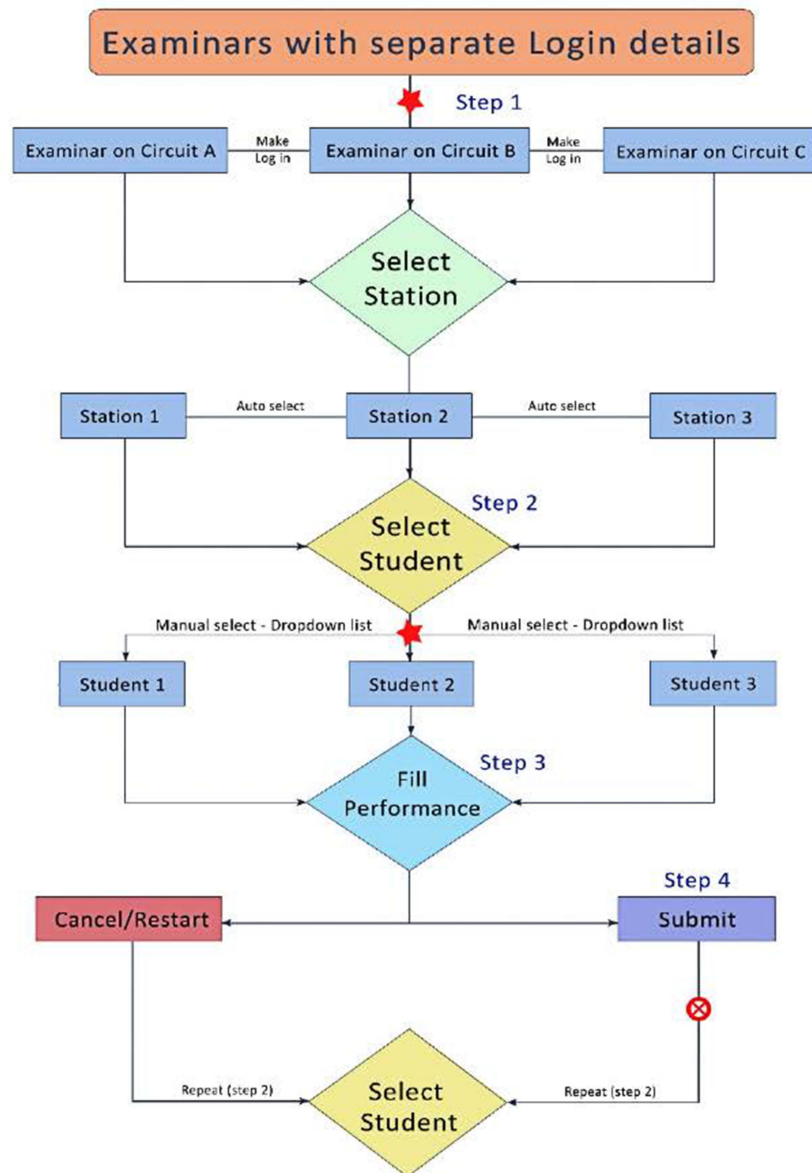 Examinars with separate Login details
Step 1
Examinar on Circuit A
Make
Log in
Examinar on Circuit B
Make
Log in
Examinar on Circuit C
Select
Station
Station 1
Auto select
Station 2
Auto select
Station 3
Step 2
Select
Student
Manual select - Dropdown list
Manual select - Dropdown list
Student 1
Student 2
Student 3
Step 3
Fill
Performance
Step 4
Cancel/Restart
Submit
Select
Student
Repeat (step 2)
Repeat (step 2)